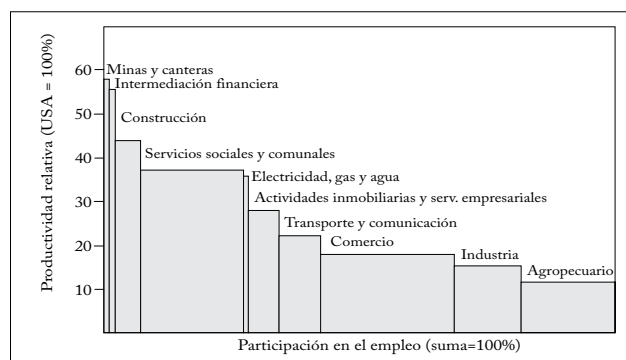 Productividad relativa (USA = 100%)
60
50
40
30
20
10
Minas y canteras
Intermediación financiera
Construcción
Servicios sociales y comunales
Electricidad, gas y agua
Actividades inmobiliarias y serv. empresariales
Transporte y comunicación
Comercio
Industria
Agropecuario
Participación en el empleo (suma=100%)